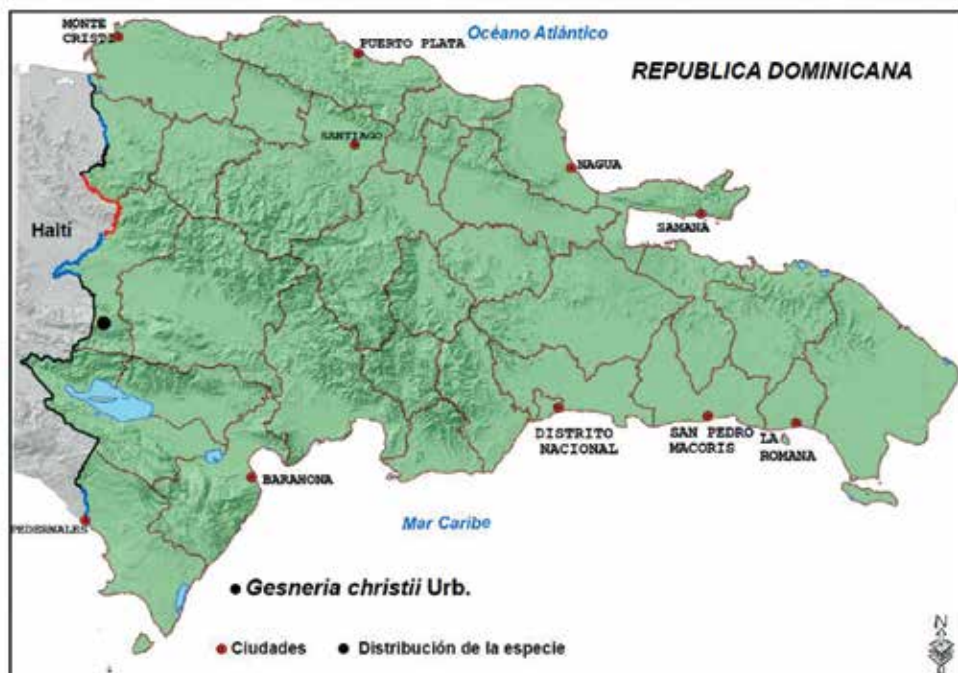 MONTE
CRISTI
PUERTO PLATA
Océano Atlántico
REPUBLICA DOMINICANA
SANTIAGO
NAGUA
SAMANA
Haití
DISTRITO
NACIONAL
SAN PEDRO
MACORIS
LA
ROMANA
BARAHONA
PEDERNALES
Mar Caribe
Gesneria christii Urb.
Ciudades
Distribución de la especie
N